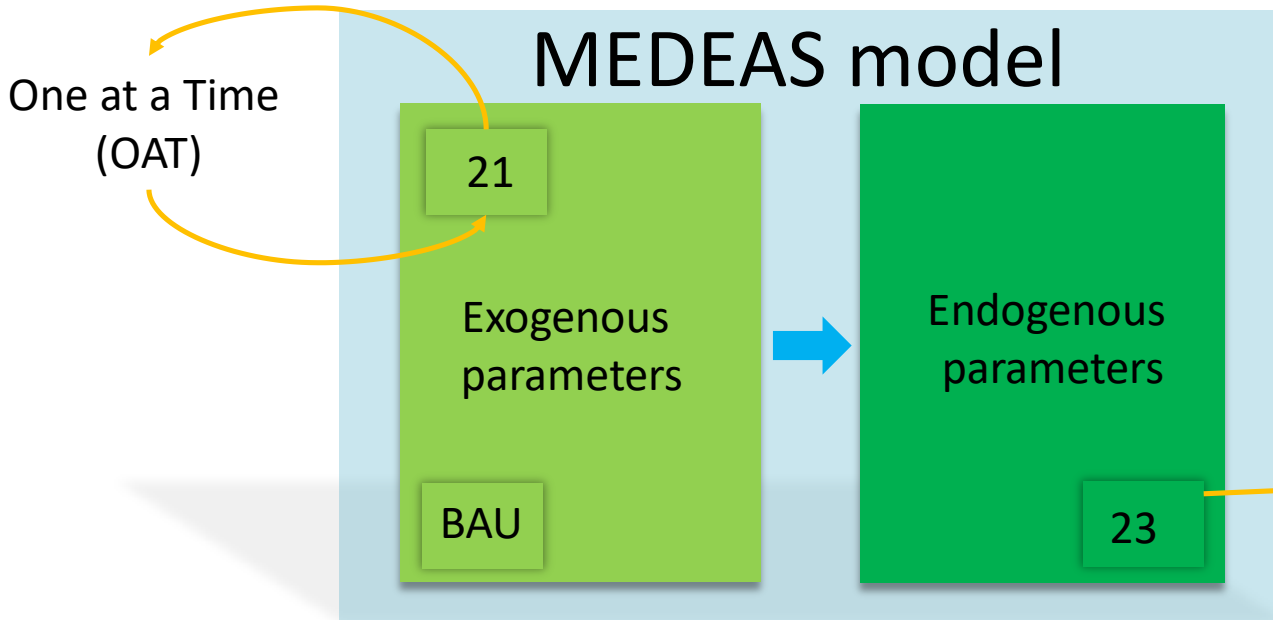 MEDEAS model
One at a Time
(OAT)
21
Exogenous
parameters
BAU
Endogenous
parameters
23